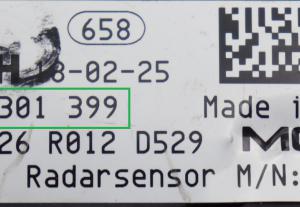 658
8-02-25
301 399
Made i
26 R012 D529
Radarsensor M/N: